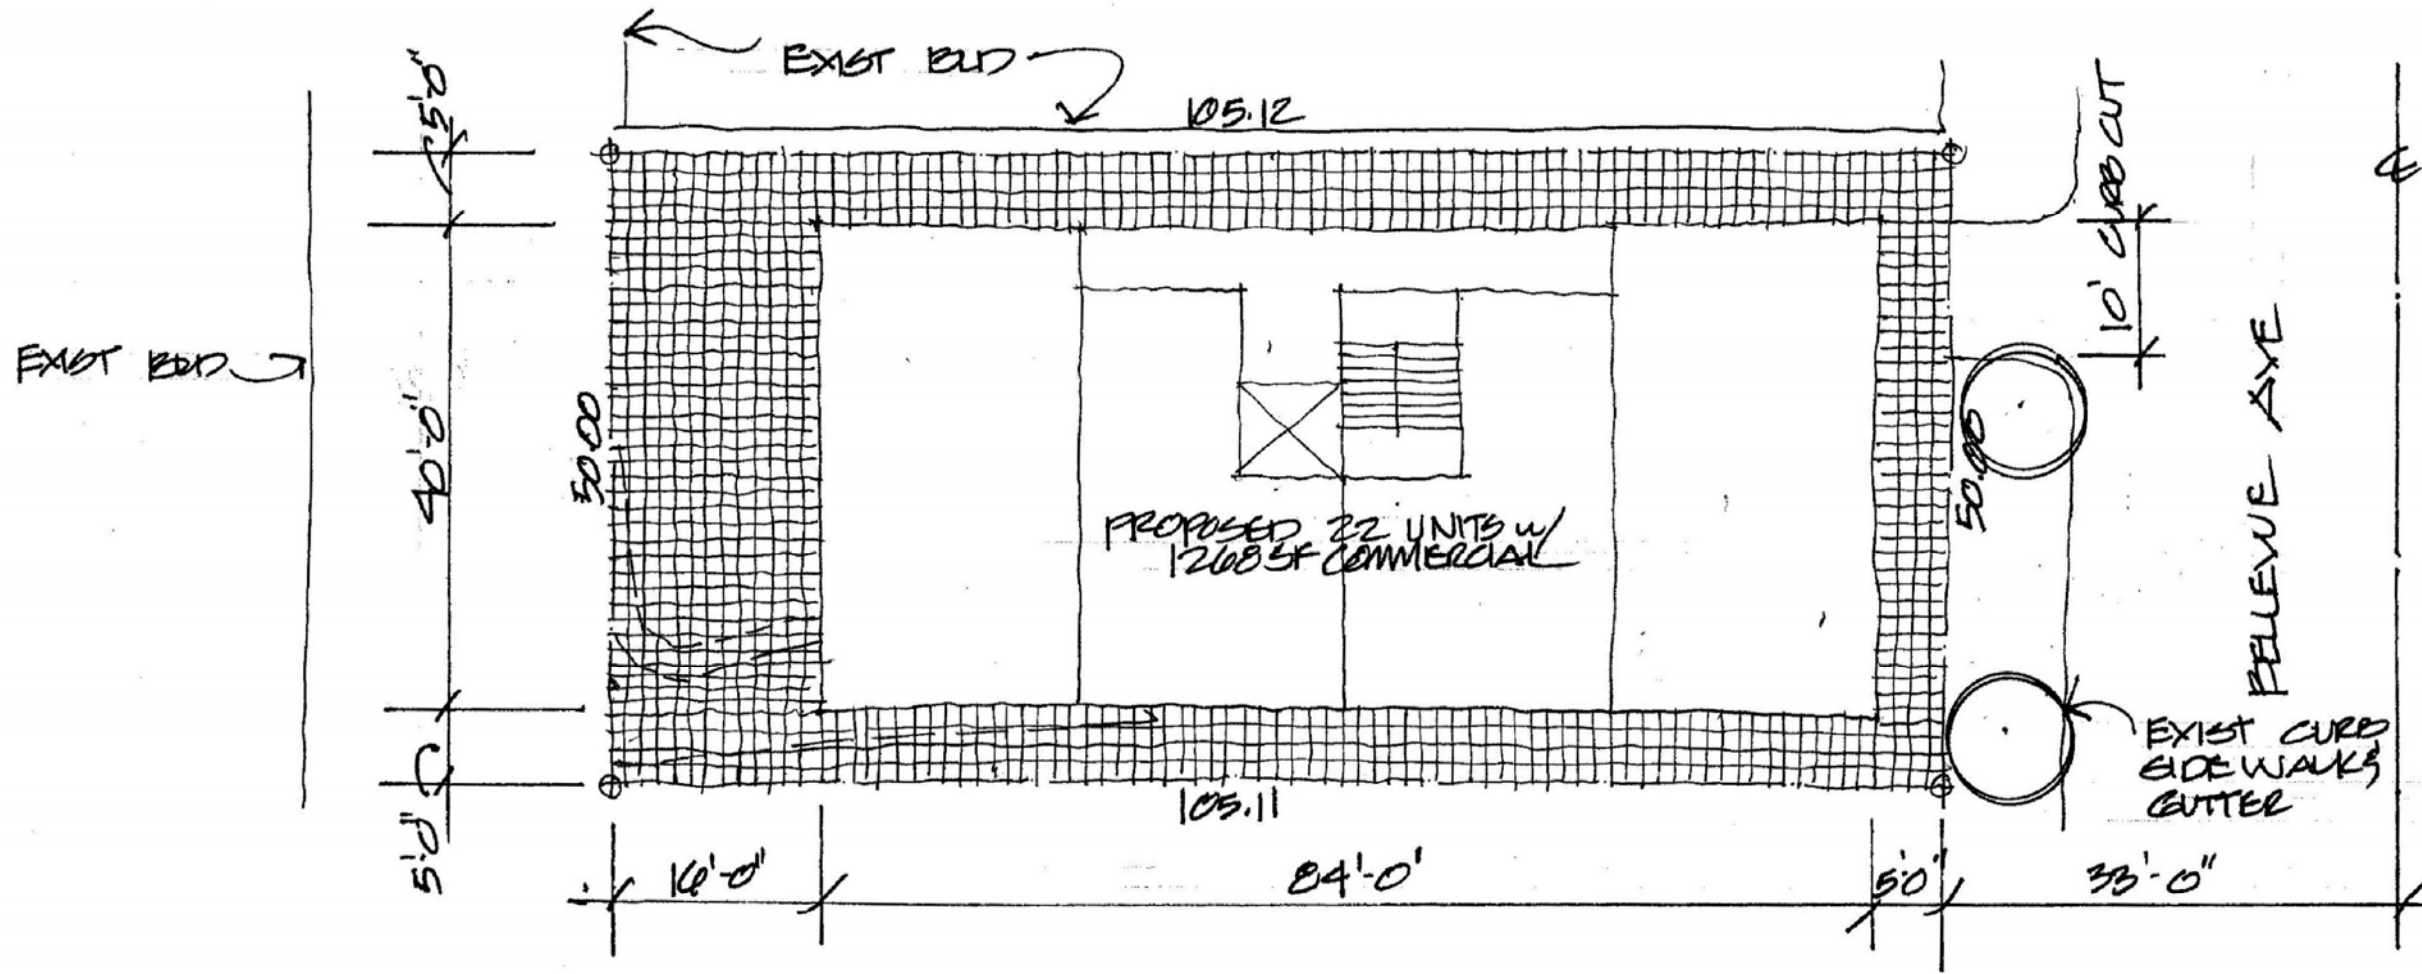 EXIST BLD
105.12
5'-0"
10' CURB CUT
EXIST BLD
40'-0"
50.00
50.00
BELLEVUE AVE
PROPOSED 22 UNITS W/
1268 SF COMMERCIAL
EXIST CURB
SIDEWALK &
GUTTER
105.11
5'-0"
16'-0"
84'-0'
5'0"
33'-0"